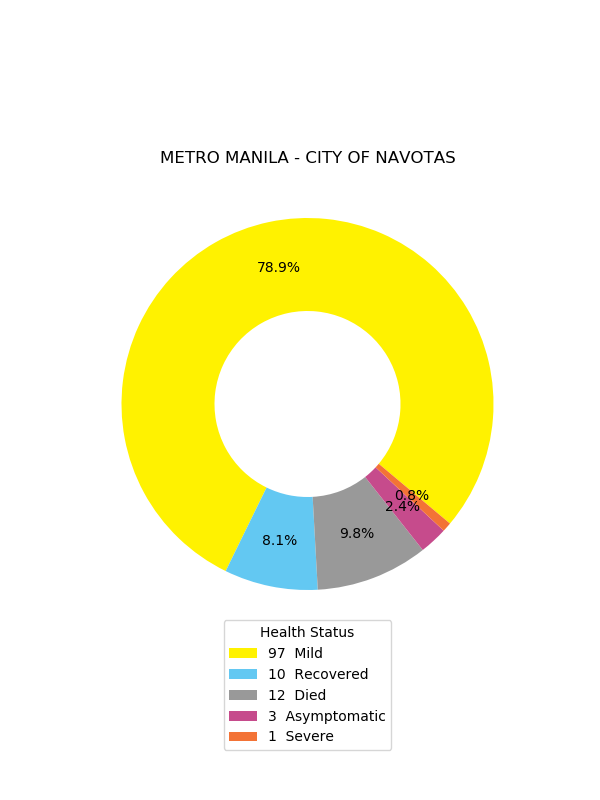 METRO MANILA - CITY OF NAVOTAS
78.9%
0.8%
2.4%
9.8%
8.1%
Health Status
97  Mild
10  Recovered
12  Died
3  Asymptomatic
1  Severe